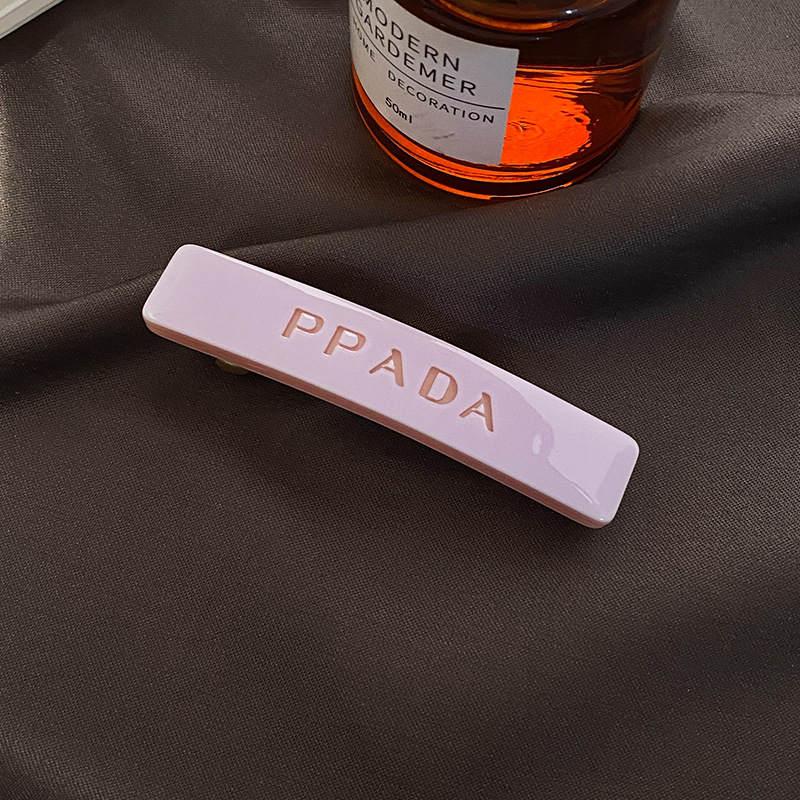 MODERN
GARDEMER
HOME DECORATION
50ml
PPADA